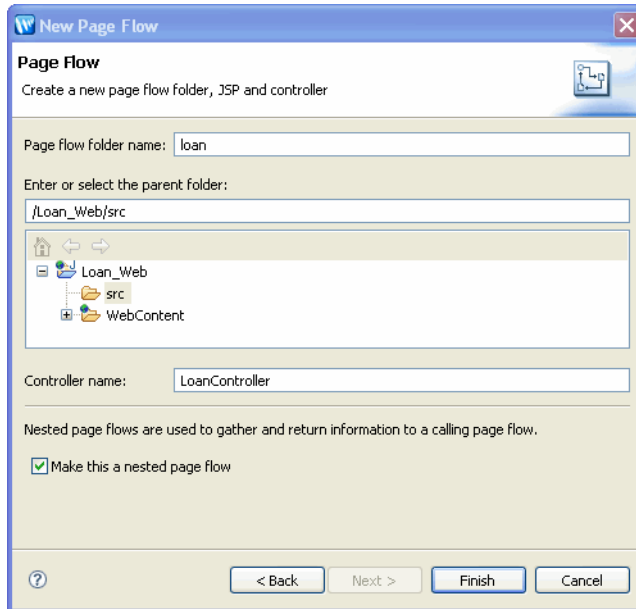 New Page Flow
Page Flow
Create a new page flow folder, JSP and controller
Page flow folder name: loan
Enter or select the parent folder:
/Loan_Web/src
Loan_Web
src
WebContent
Controller name: LoanController
Nested page flows are used to gather and return information to a calling page flow.
Make this a nested page flow
? < Back Next > Finish Cancel